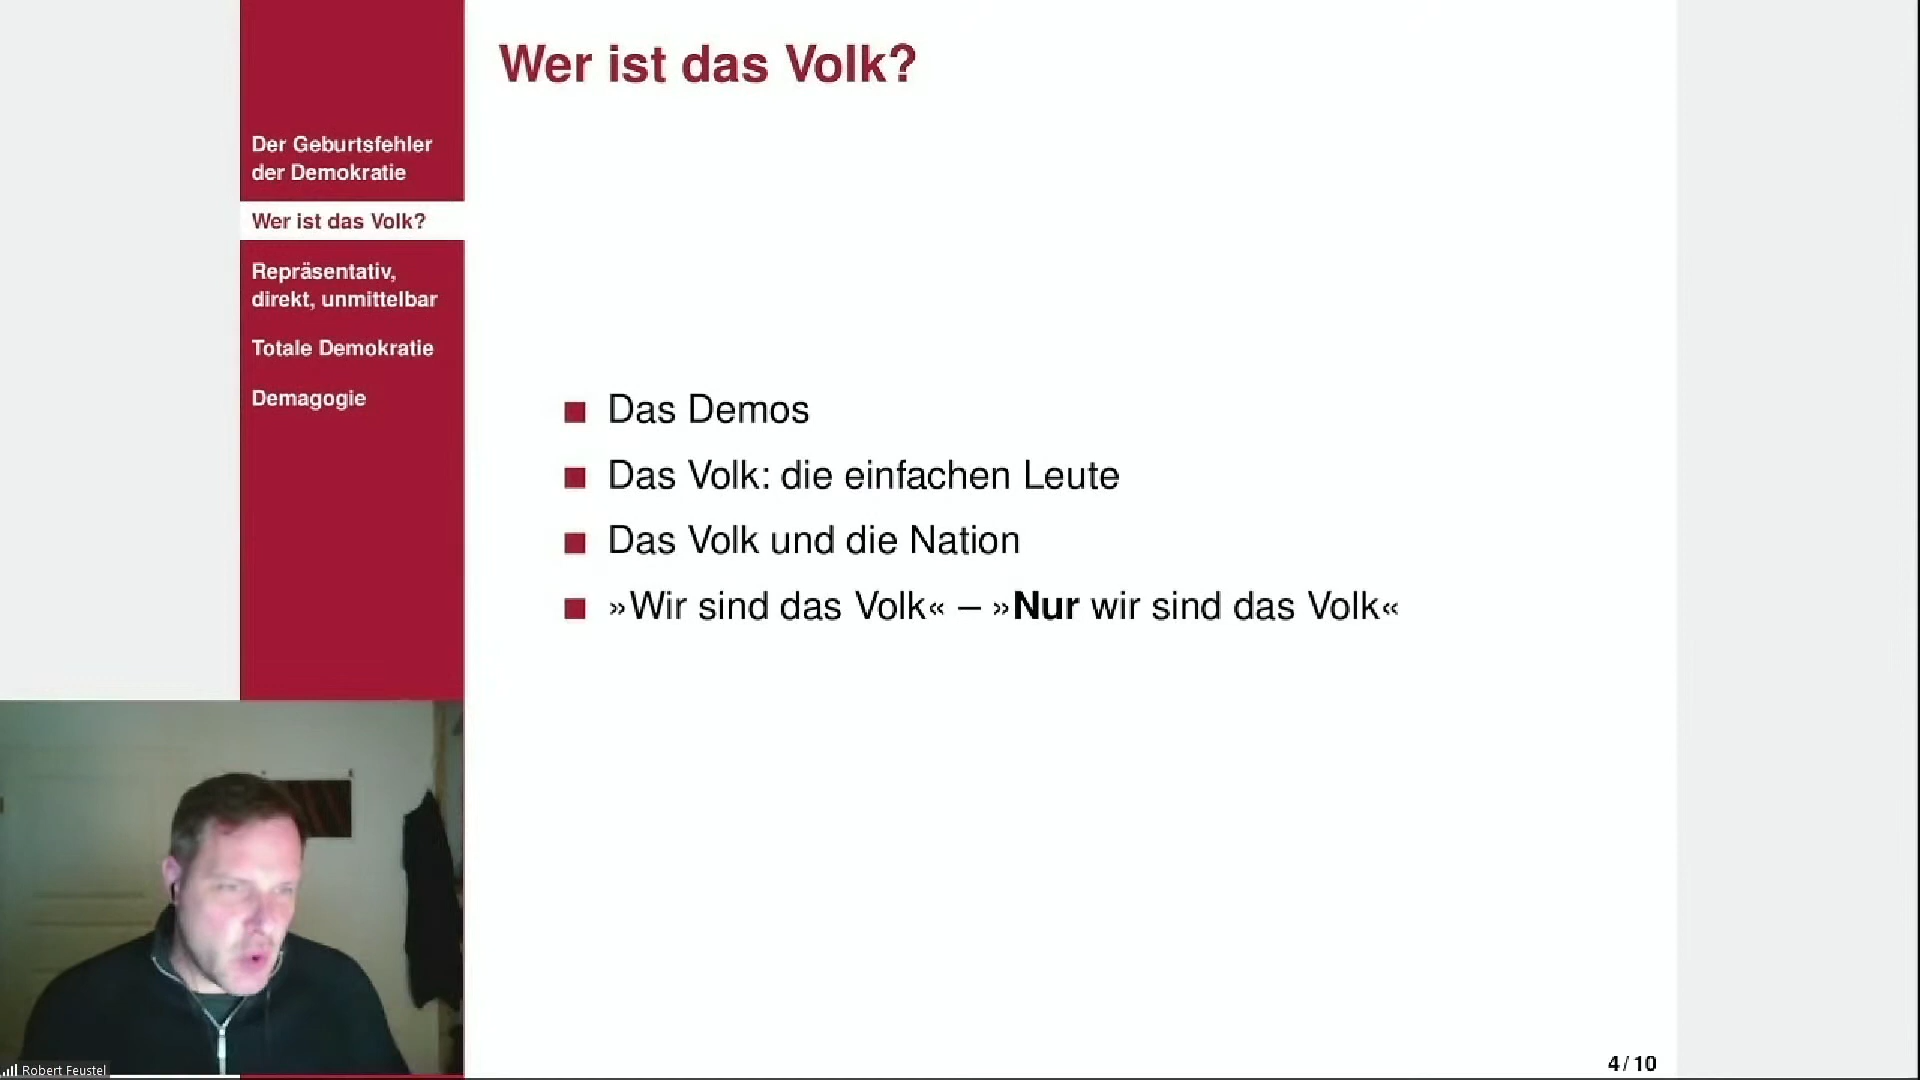 Wer ist das Volk?
Der Geburtsfehler
der Demokratie
Wer ist das Volk?
Repräsentativ,
direkt, unmittelbar
Totale Demokratie
Demagogie
Das Demos
Das Volk: die einfachen Leute
Das Volk und die Nation
»Wir sind das Volk« – »Nur wir sind das Volk«
Robert Feustel
4 / 10